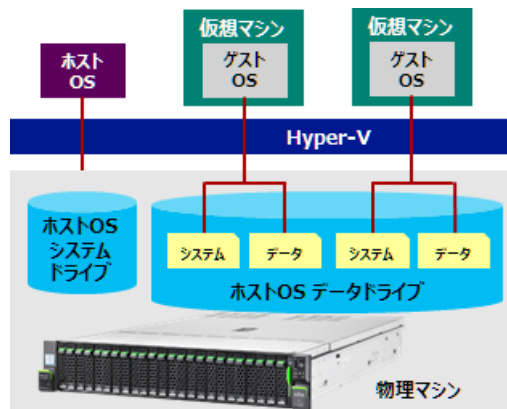 仮想マシン
仮想マシン
ホスト
OS
ゲスト
OS
ゲスト
OS
Hyper-V
ホストOS
システム
ドライブ
システム
データ
システム
データ
ホストOS データドライブ
物理マシン